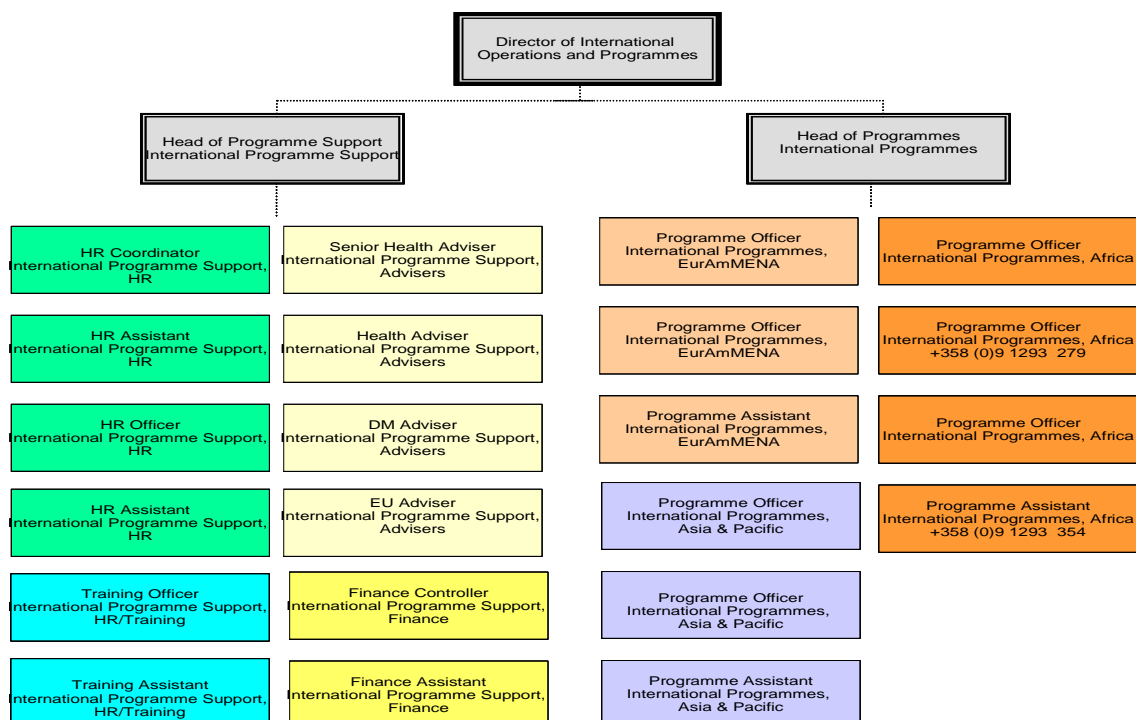 Director of International
Operations and Programmes
Head of Programme Support
International Programme Support
Head of Programmes
International Programmes
HR Coordinator
International Programme Support,
HR
Senior Health Adviser
International Programme Support,
Advisers
Programme Officer
International Programmes,
EurAmMENA
Programme Officer
International Programmes, Africa
HR Assistant
International Programme Support,
HR
Health Adviser
International Programme Support,
Advisers
Programme Officer
International Programmes,
EurAmMENA
Programme Officer
International Programmes, Africa
+358 (0)9 1293 279
HR Officer
International Programme Support,
HR
DM Adviser
International Programme Support,
Advisers
Programme Assistant
International Programmes,
EurAmMENA
Programme Officer
International Programmes, Africa
HR Assistant
International Programme Support,
HR
EU Adviser
International Programme Support,
Advisers
Programme Officer
International Programmes,
Asia & Pacific
Programme Assistant
International Programmes, Africa
+358 (0)9 1293 354
Training Officer
International Programme Support,
HR/Training
Finance Controller
International Programme Support,
Finance
Programme Officer
International Programmes,
Asia & Pacific
Training Assistant
International Programme Support,
HR/Training
Finance Assistant
International Programme Support,
Finance
Programme Assistant
International Programmes,
Asia & Pacific